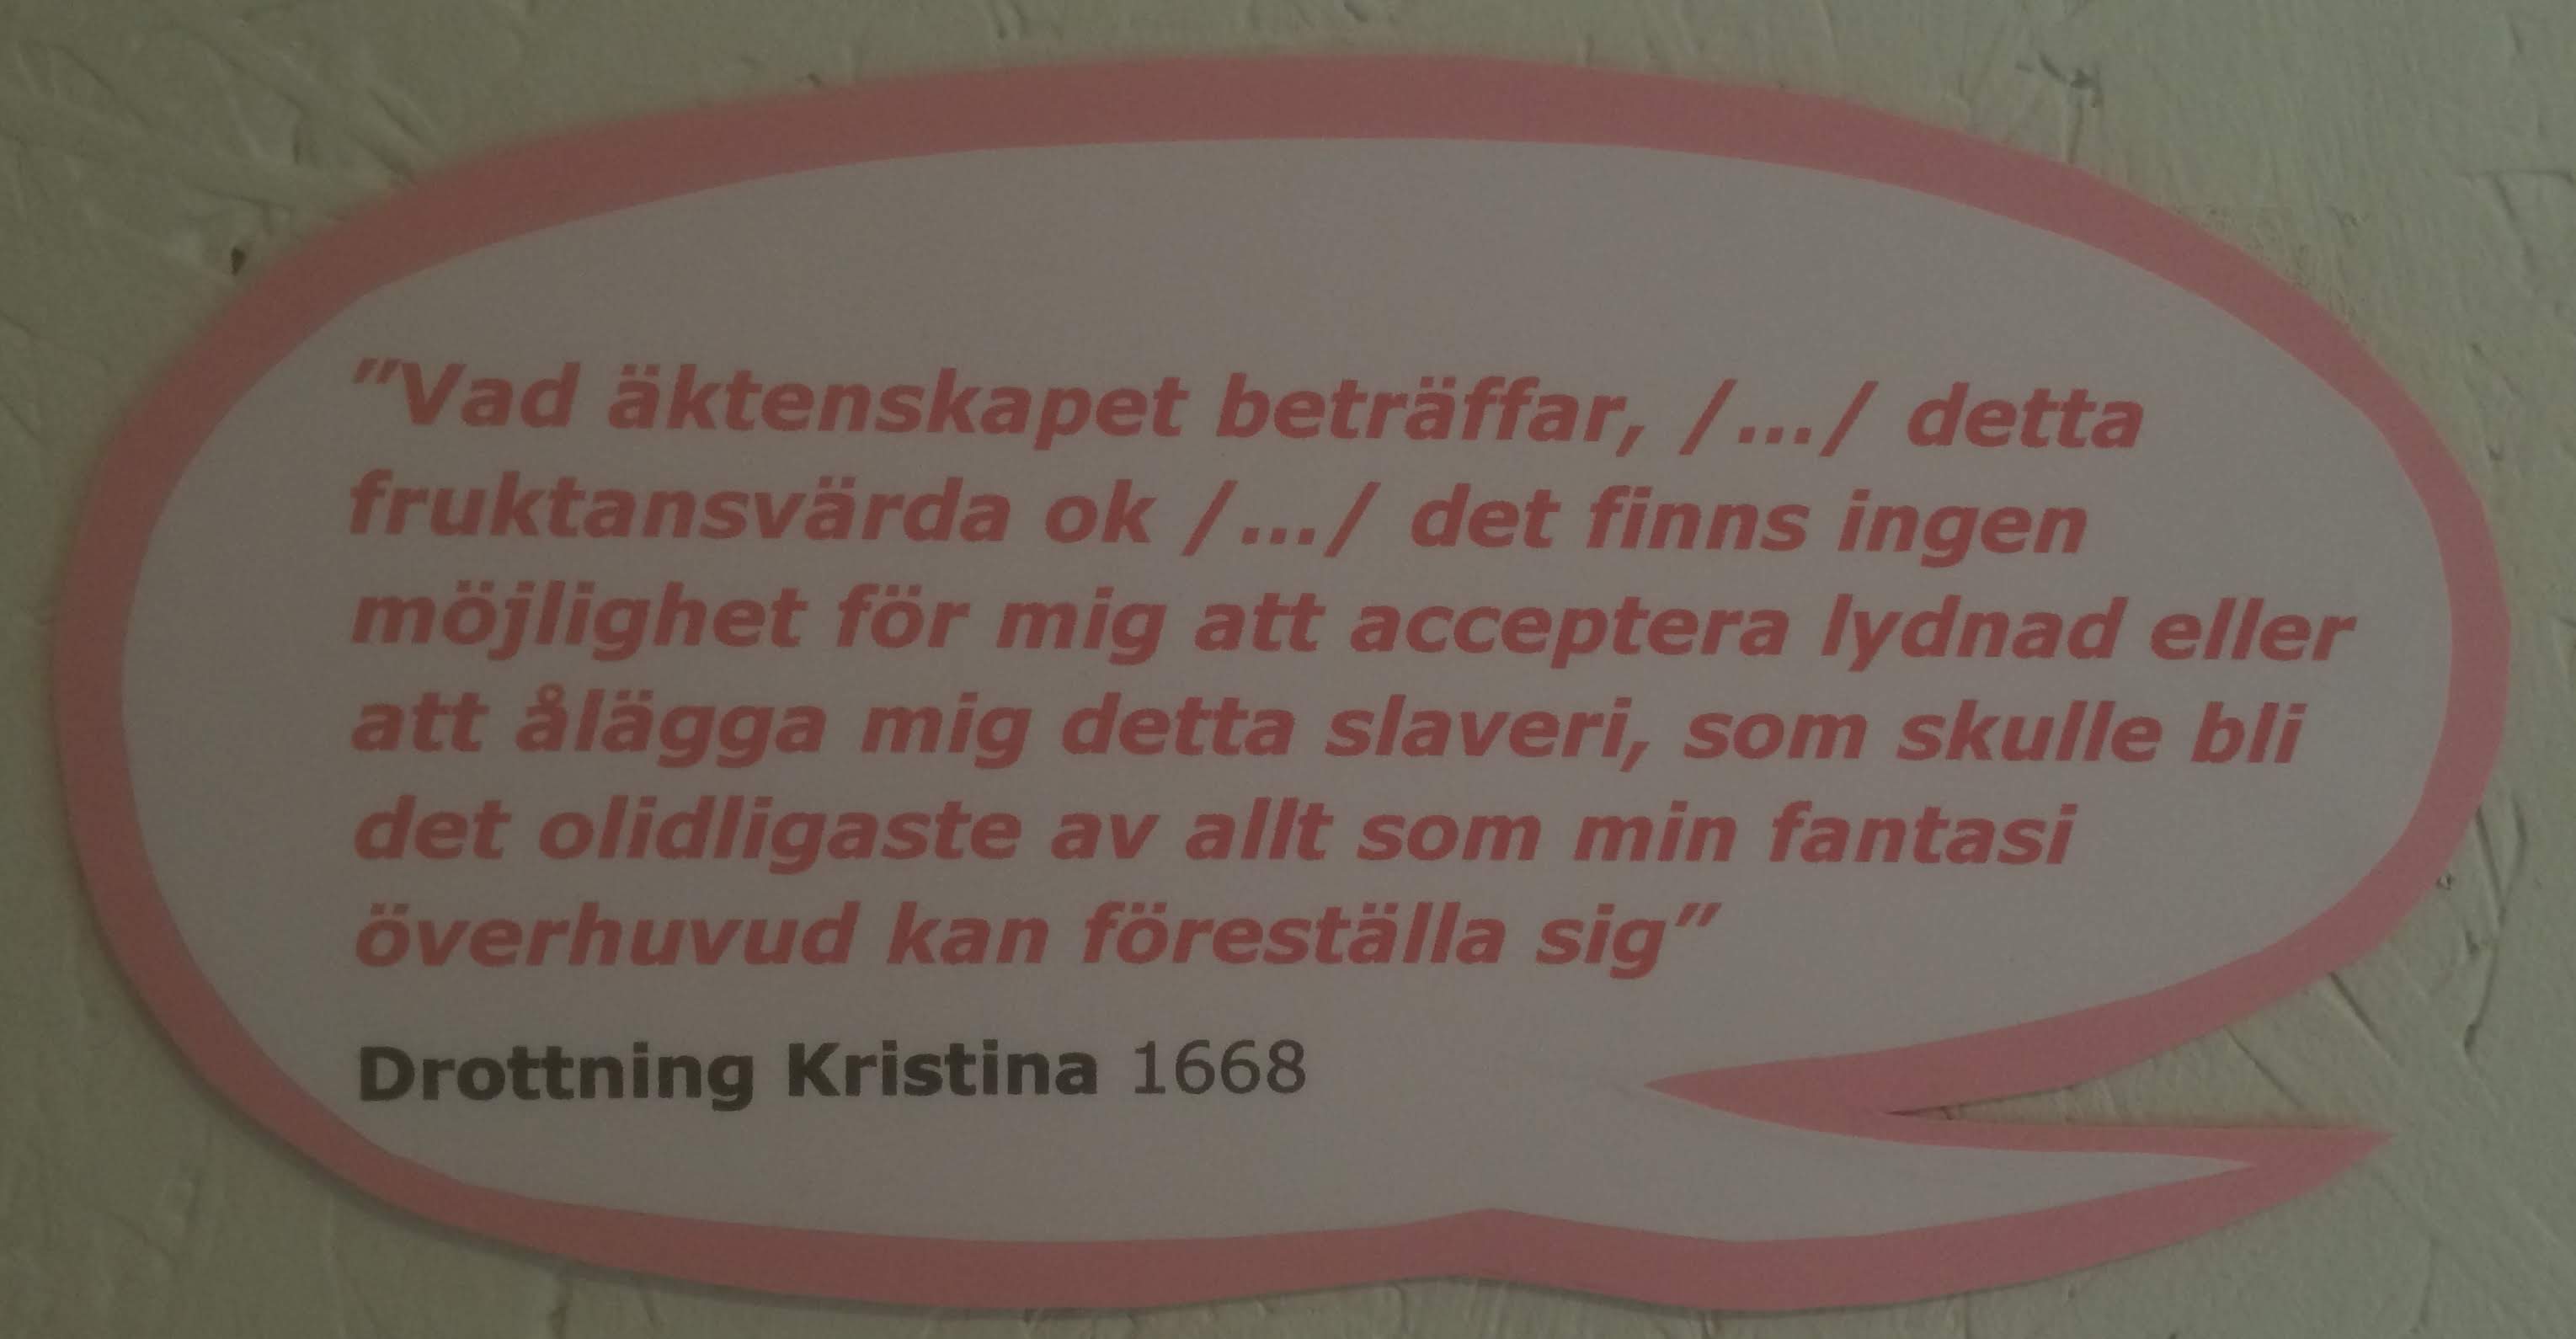 ”Vad äktenskapet beträffar, /…/ detta
fruktansvärda ok /…/ det finns ingen
möjlighet för mig att acceptera lydnad eller
att ålägga mig detta slaveri, som skulle bli
det olidligaste av allt som min fantasi
överhuvud kan föreställa sig”
Drottning Kristina 1668